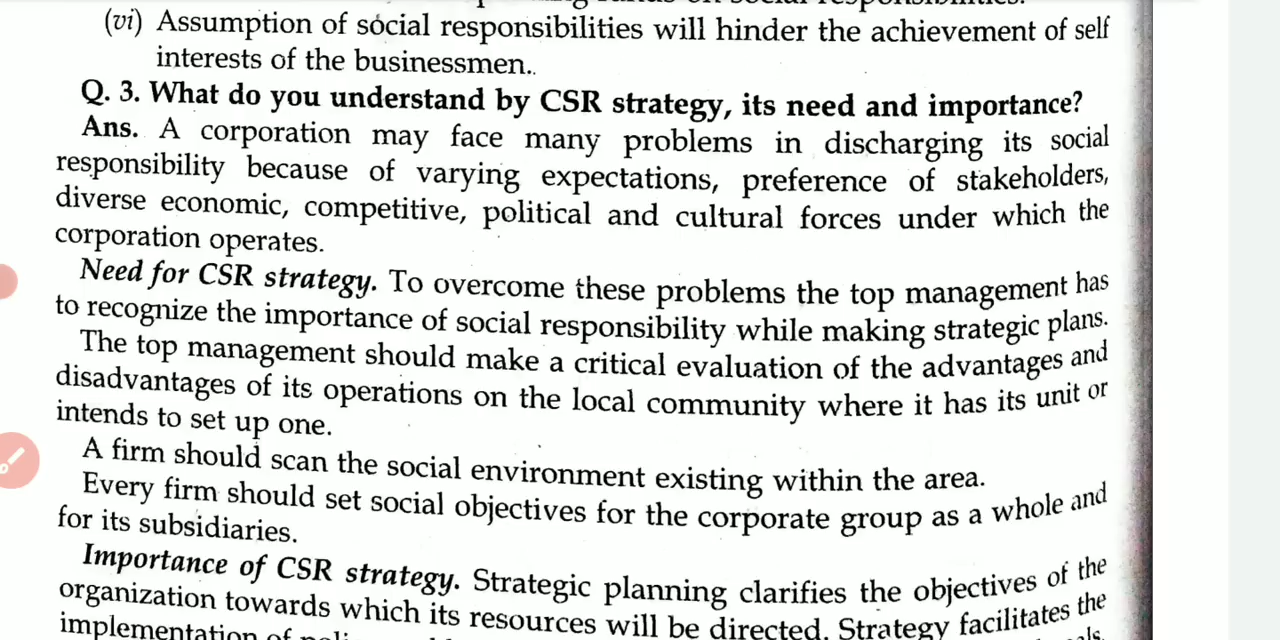 (vi) Assumption of social responsibilities will hinder the achievement of self
interests of the businessmen..
Q. 3. What do you understand by CSR strategy, its need and importance?
Ans. A corporation may face many problems in discharging its social
responsibility because of varying expectations, preference of stakeholders,
diverse economic, competitive, political and cultural forces under which the
corporation operates.
Need for CSR strategy. To overcome these problems the top management has
to recognize the importance of social responsibility while making strategic plans.
The top management should make a critical evaluation of the advantages and
disadvantages of its operations on the local community where it has its unit or
intends to set up one.
A firm should scan the social environment existing within the area.
Every firm should set social objectives for the corporate group as a whole and
for its subsidiaries.
Importance of CSR strategy. Strategic planning clarifies the objectives of the
organization towards which its resources will be directed. Strategy facilitates the
implementation of